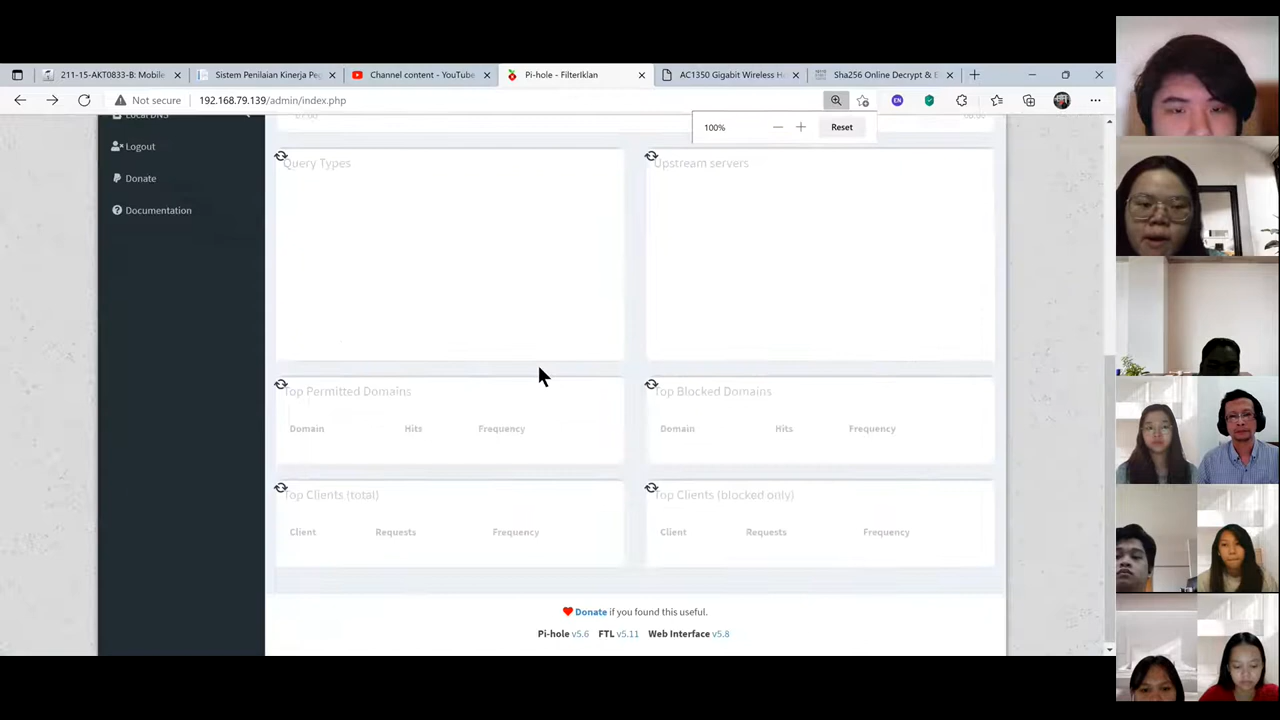 211-15-AKT0833-B: Mobile
Sistem Penilaian Kinerja Pe
Channel content - YouTube
Pi-hole - FilterIklan
AC1350 Gigabit Wireless H
Sha256 Online Decrypt & E
Not secure
192.168.79.139/admin/index.php
EN
100%
Reset
Local DNS
Logout
Donate
Documentation
Query Types
Upstream servers
Top Permitted Domains
Domain Hits Frequency
Top Blocked Domains
Domain Hits Frequency
Top Clients (total)
Client Requests Frequency
Top Clients (blocked only)
Client Requests Frequency
Donate if you found this useful.
Pi-hole v5.6 FTL v5.11 Web Interface v5.8